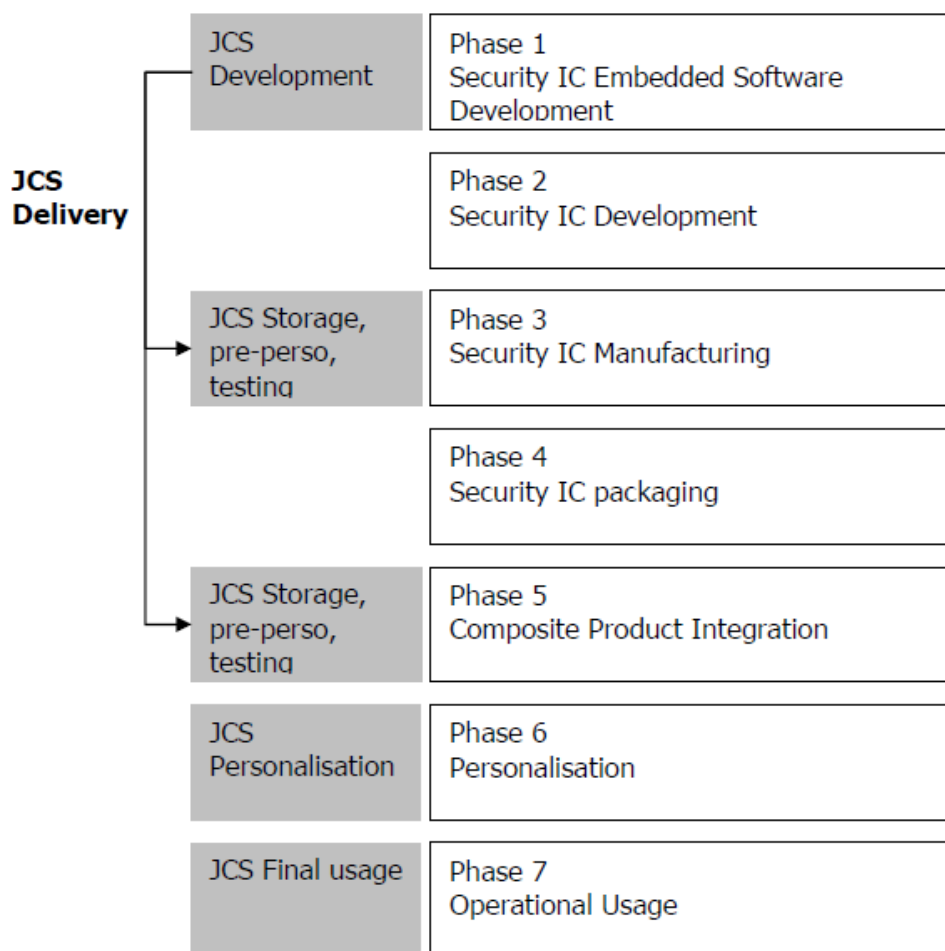 JCS
Development
Phase 1
Security IC Embedded Software
Development
JCS
Delivery
Phase 2
Security IC Development
JCS Storage,
pre-perso,
testing
Phase 3
Security IC Manufacturing
Phase 4
Security IC packaging
JCS Storage,
pre-perso,
testing
Phase 5
Composite Product Integration
JCS
Personalisation
Phase 6
Personalisation
JCS Final usage
Phase 7
Operational Usage